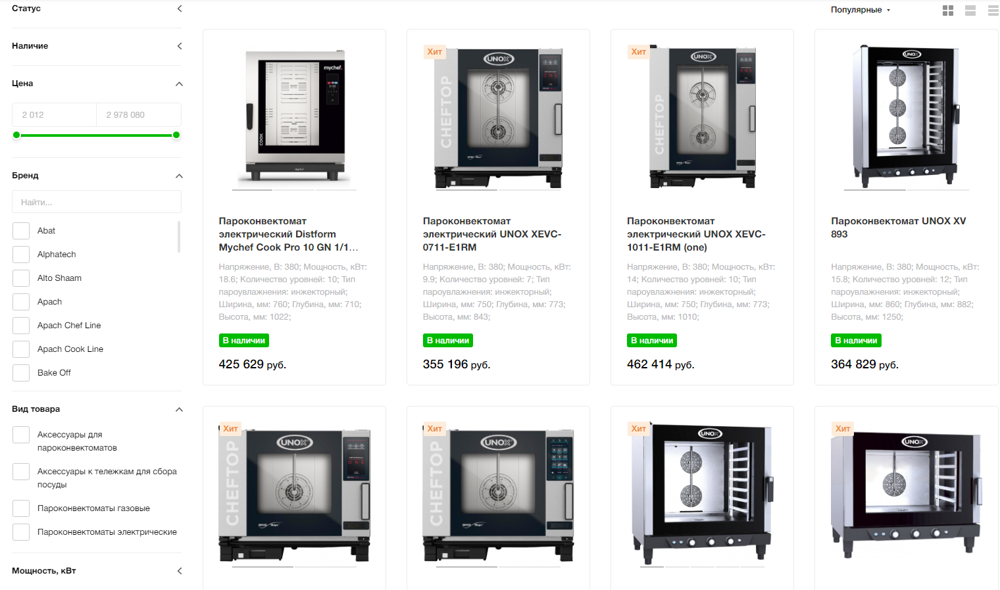 Статус
Наличие
Цена
2 012
2 978 080
Бренд
Найти...
Abat
Alphatech
Alto Shaam
Apach
Apach Chef Line
Apach Cook Line
Bake Off
Вид товара
Аксессуары для
пароконвектоматов
Аксессуары к тележкам для сбора
посуды
Пароконвектоматы газовые
Пароконвектоматы электрические
Мощность, кВт
Популярные
mychef.
COOK
Пароконвектомат
электрический Distform
Mychef Cook Pro 10 GN 1/1...
Напряжение, В: 380; Мощность, кВт:
18.6; Количество уровней: 10; Тип
пароувлажнения: инжекторный;
Ширина, мм: 760; Глубина, мм: 710;
Высота, мм: 1022;
В наличии
425 629 руб.
Хит
UNOX
CHEFTOP
ONE
Пароконвектомат
электрический UNOX XEVC-
0711-E1RM
Напряжение, В: 380; Мощность, кВт:
9.9; Количество уровней: 7; Тип
пароувлажнения: инжекторный;
Ширина, мм: 750; Глубина, мм: 773;
Высота, мм: 843;
В наличии
355 196 руб.
Хит
UNOX
CHEFTOP
ONE
Пароконвектомат
электрический UNOX XEVC-
1011-E1RM (one)
Напряжение, В: 380; Мощность, кВт:
14; Количество уровней: 10; Тип
пароувлажнения: инжекторный;
Ширина, мм: 750; Глубина, мм: 773;
Высота, мм: 1010;
В наличии
462 414 руб.
UNOX
Пароконвектомат UNOX XV
893
Напряжение, В: 380; Мощность, кВт:
15.8; Количество уровней: 12; Тип
пароувлажнения: инжекторный;
Ширина, мм: 860; Глубина, мм: 882;
Высота, мм: 1250;
В наличии
364 829 руб.
Хит
UNOX
CHEFTOP
ONE
Хит
UNOX
CHEFTOP
Хит
UNOX
Хит
UNOX